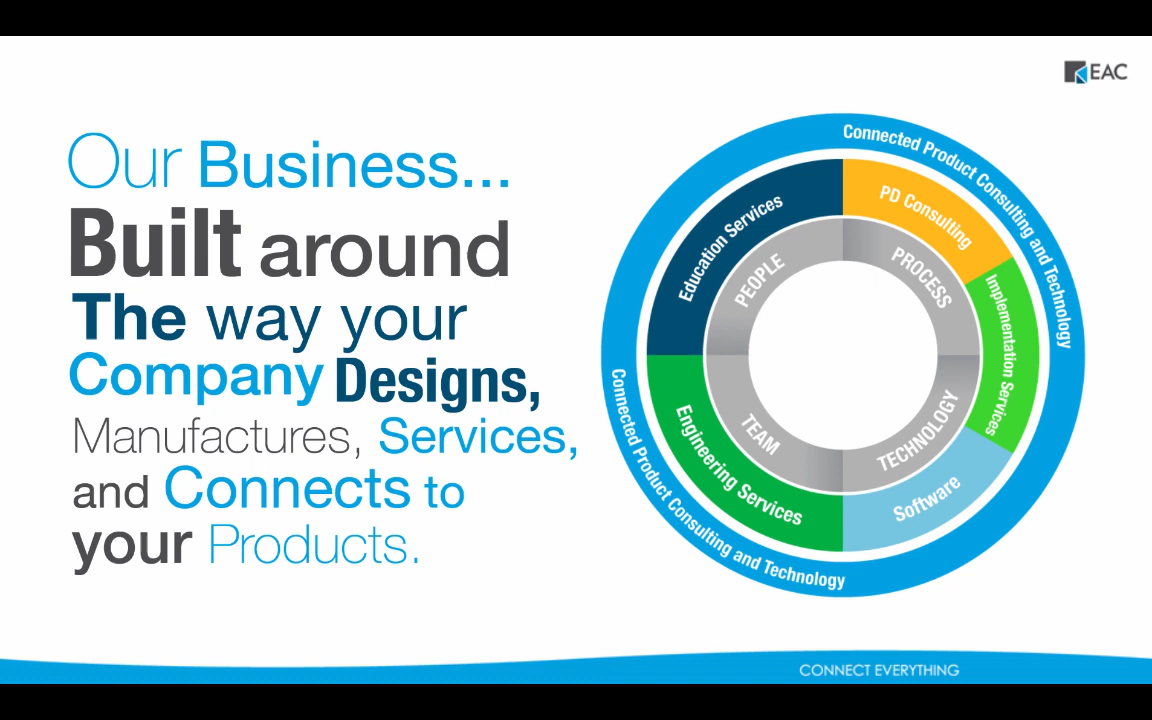 EAC
Our Business...
Built around
The way your
Company Designs,
Manufactures, Services,
and Connects to
your Products.
Connected Product Consulting and Technology
Education Services
PD Consulting
Implementation Services
Software
Engineering Services
PEOPLE
PROCESS
TECHNOLOGY
TEAM
Connected Product Consulting and Technology
CONNECT EVERYTHING